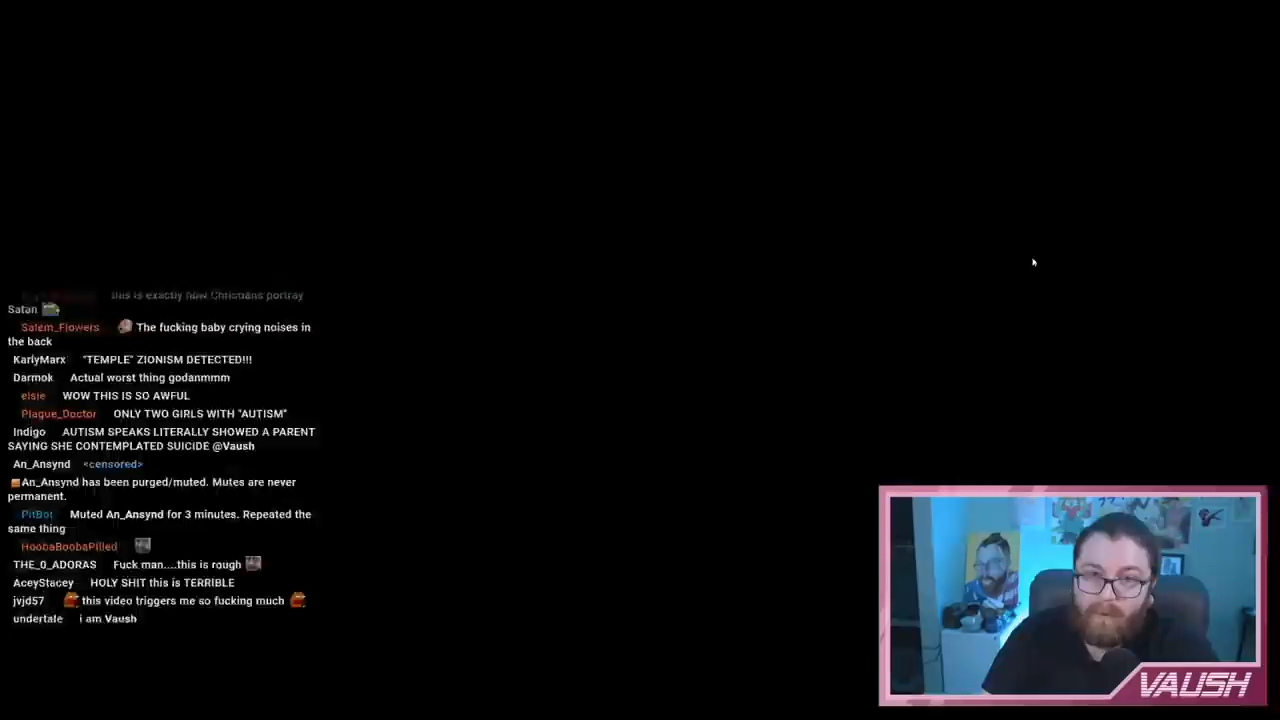 this is exactly how Christians portray
Satan
Salem_Flowers The fucking baby crying noises in
the back
KarlyMarx "TEMPLE" ZIONISM DETECTED!!!
Darmok Actual worst thing godanmmm
elsie WOW THIS IS SO AWFUL
Plague_Doctor ONLY TWO GIRLS WITH "AUTISM"
Indigo AUTISM SPEAKS LITERALLY SHOWED A PARENT
SAYING SHE CONTEMPLATED SUICIDE @Vaush
An_Ansynd <censored>
An_Ansynd has been purged/muted. Mutes are never
permanent.
PitBot Muted An_Ansynd for 3 minutes. Repeated the
same thing
HoobaBoobaPilled
THE_0_ADORAS Fuck man....this is rough
AceyStacey HOLY SHIT this is TERRIBLE
jvjd57 this video triggers me so fucking much
undertale i am Vaush
VAUSH